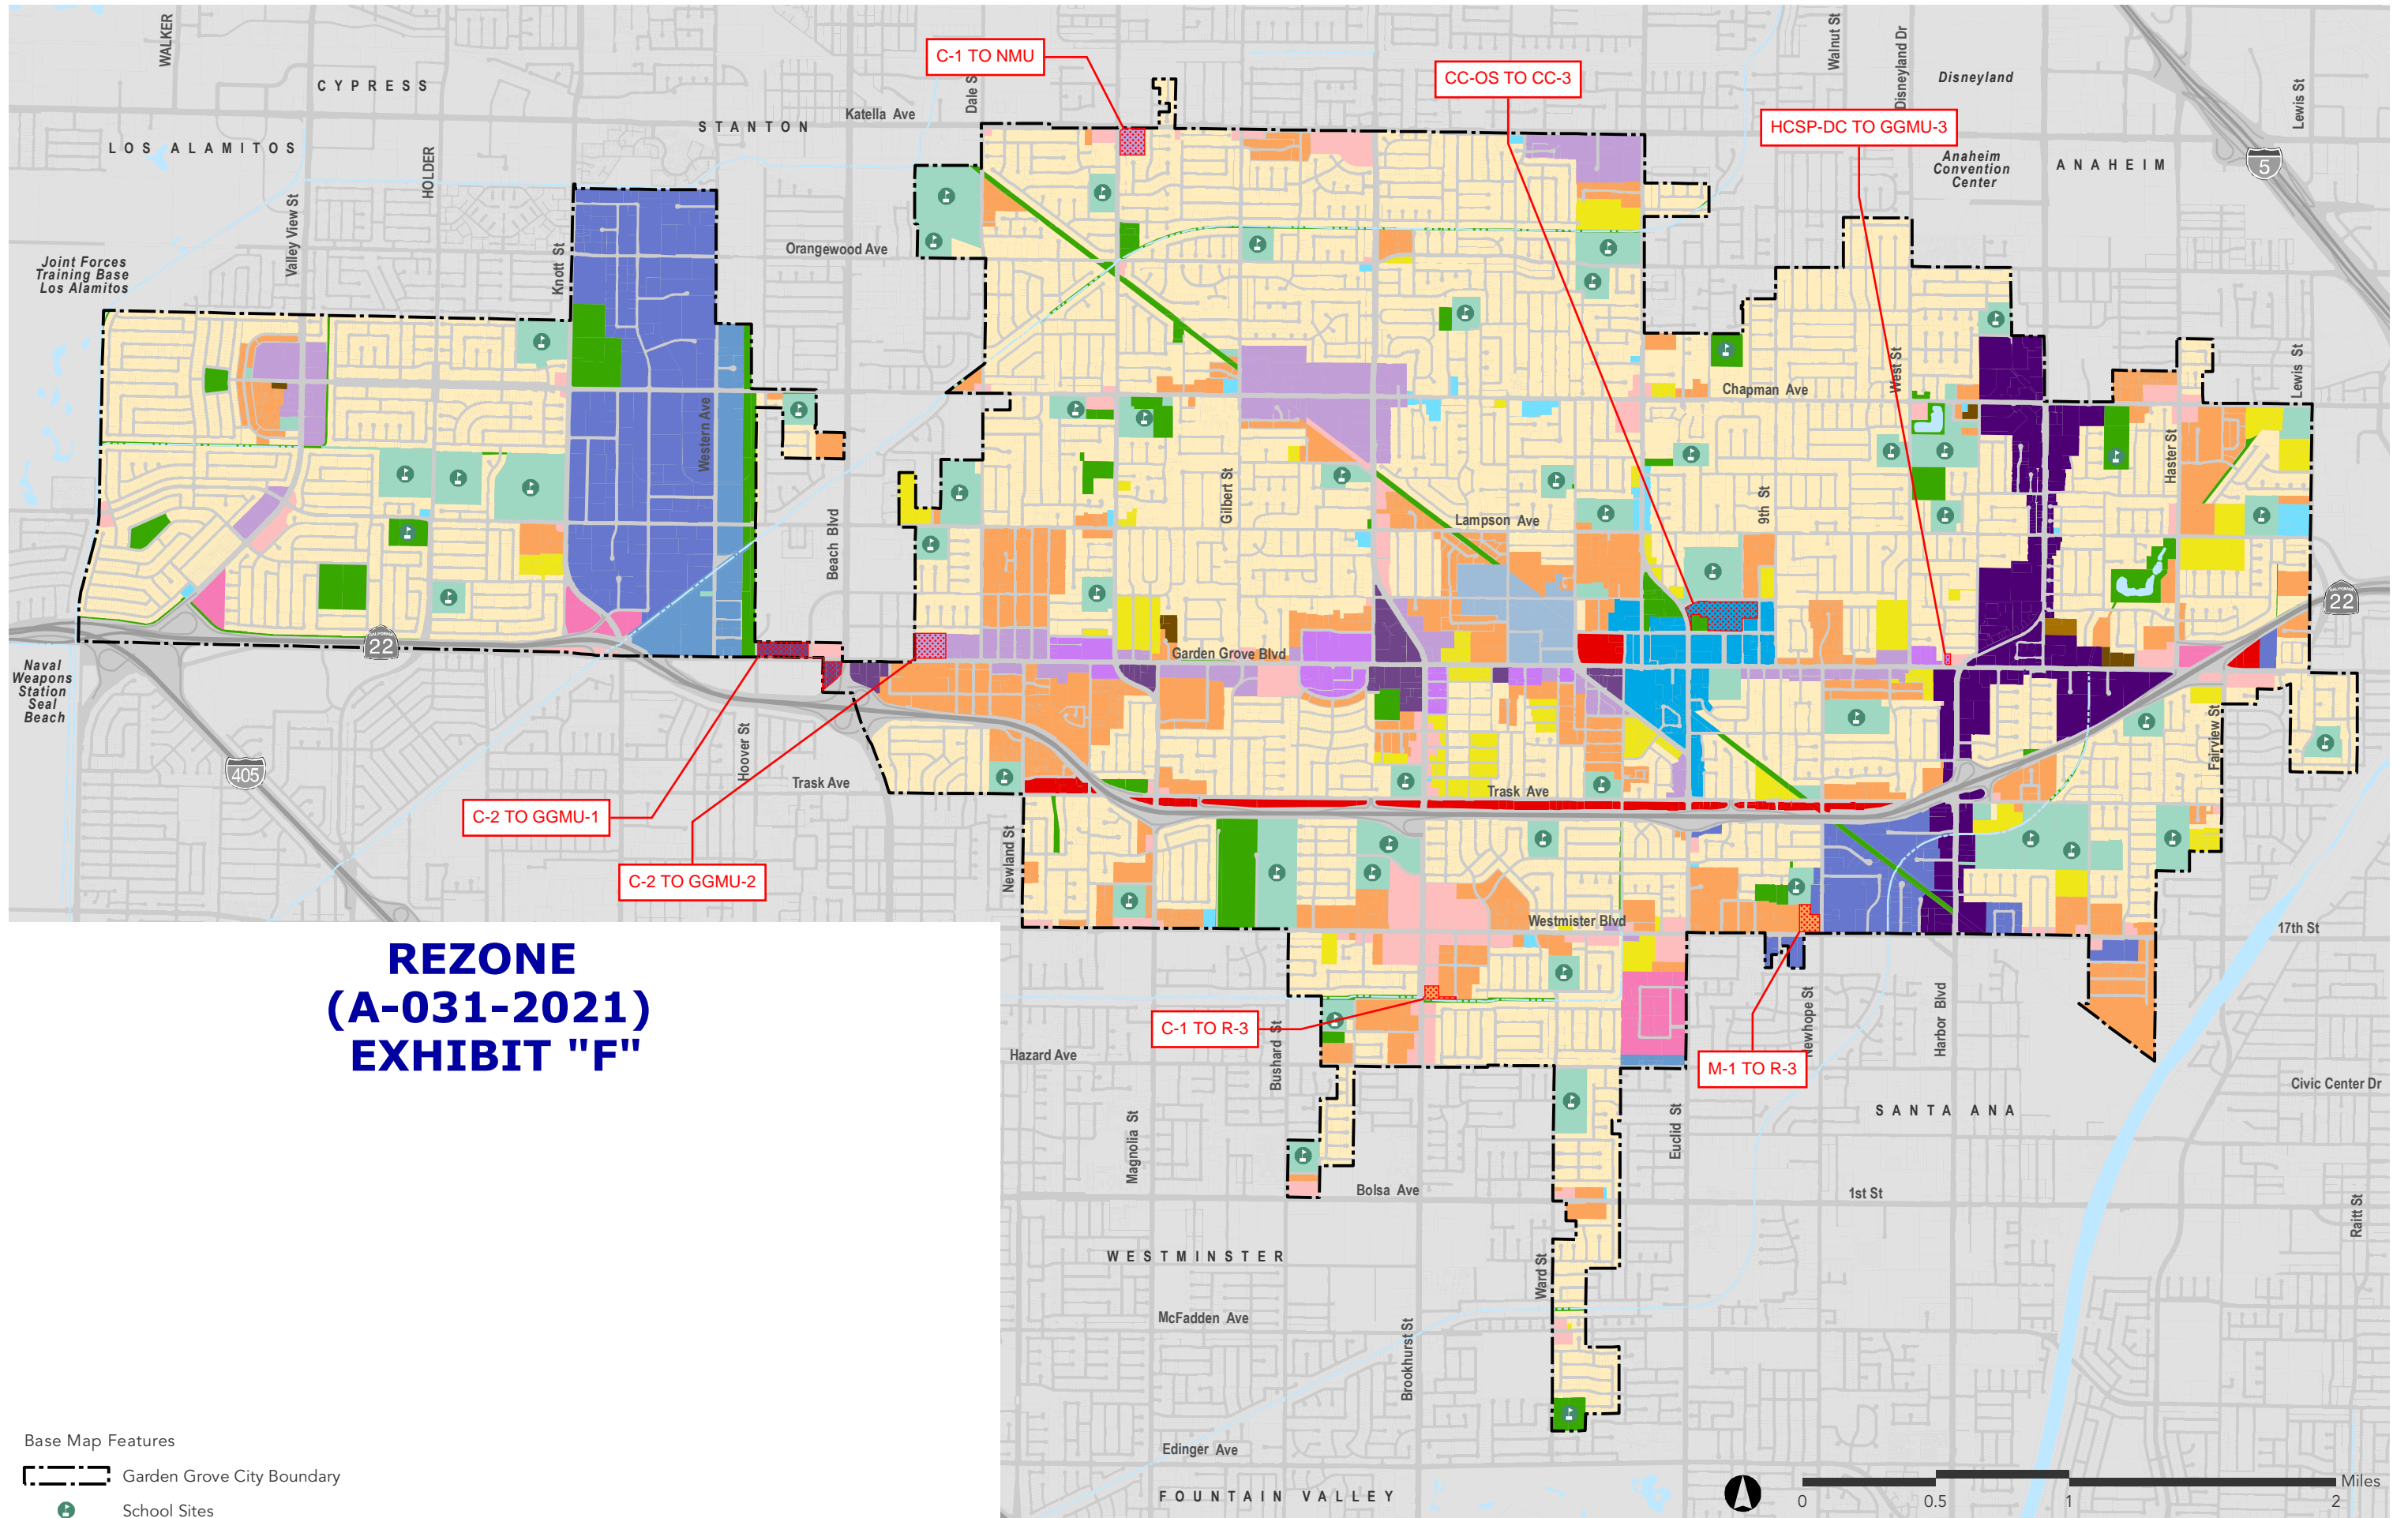 WALKER
CYPRESS
LOS ALAMITOS
HOLDER
STANTON
Katella Ave
Dale S
C-1 TO NMU
CC-OS TO CC-3
HCSP-DC TO GGMU-3
Walnut St
Disneyland Dr
Disneyland
Lewis St
Anaheim
Convention
Center
ANAHEIM
5
Joint Forces
Training Base
Los Alamitos
Valley View St
Knott St
Orangewood Ave
Western Ave
Beach Blvd
Gilbert St
Lampson Ave
9th St
Chapman Ave
West St
Haster St
Lewis St
22
22
Garden Grove Blvd
Naval
Weapons
Station
Seal
Beach
405
Hoover St
Trask Ave
Trask Ave
Fairview St
C-2 TO GGMU-1
C-2 TO GGMU-2
Newland St
Westmister Blvd
17th St
REZONE
(A-031-2021)
EXHIBIT "F"
C-1 TO R-3
M-1 TO R-3
Hazard Ave
Bushard St
Newhope St
Harbor Blvd
Civic Center Dr
Magnolia St
Euclid St
SANTA ANA
Bolsa Ave
1st St
Raitt St
WESTMINSTER
Ward St
McFadden Ave
Brookhurst St
Edinger Ave
FOUNTAIN VALLEY
Base Map Features
Garden Grove City Boundary
School Sites
Miles
0 0.5 1 2